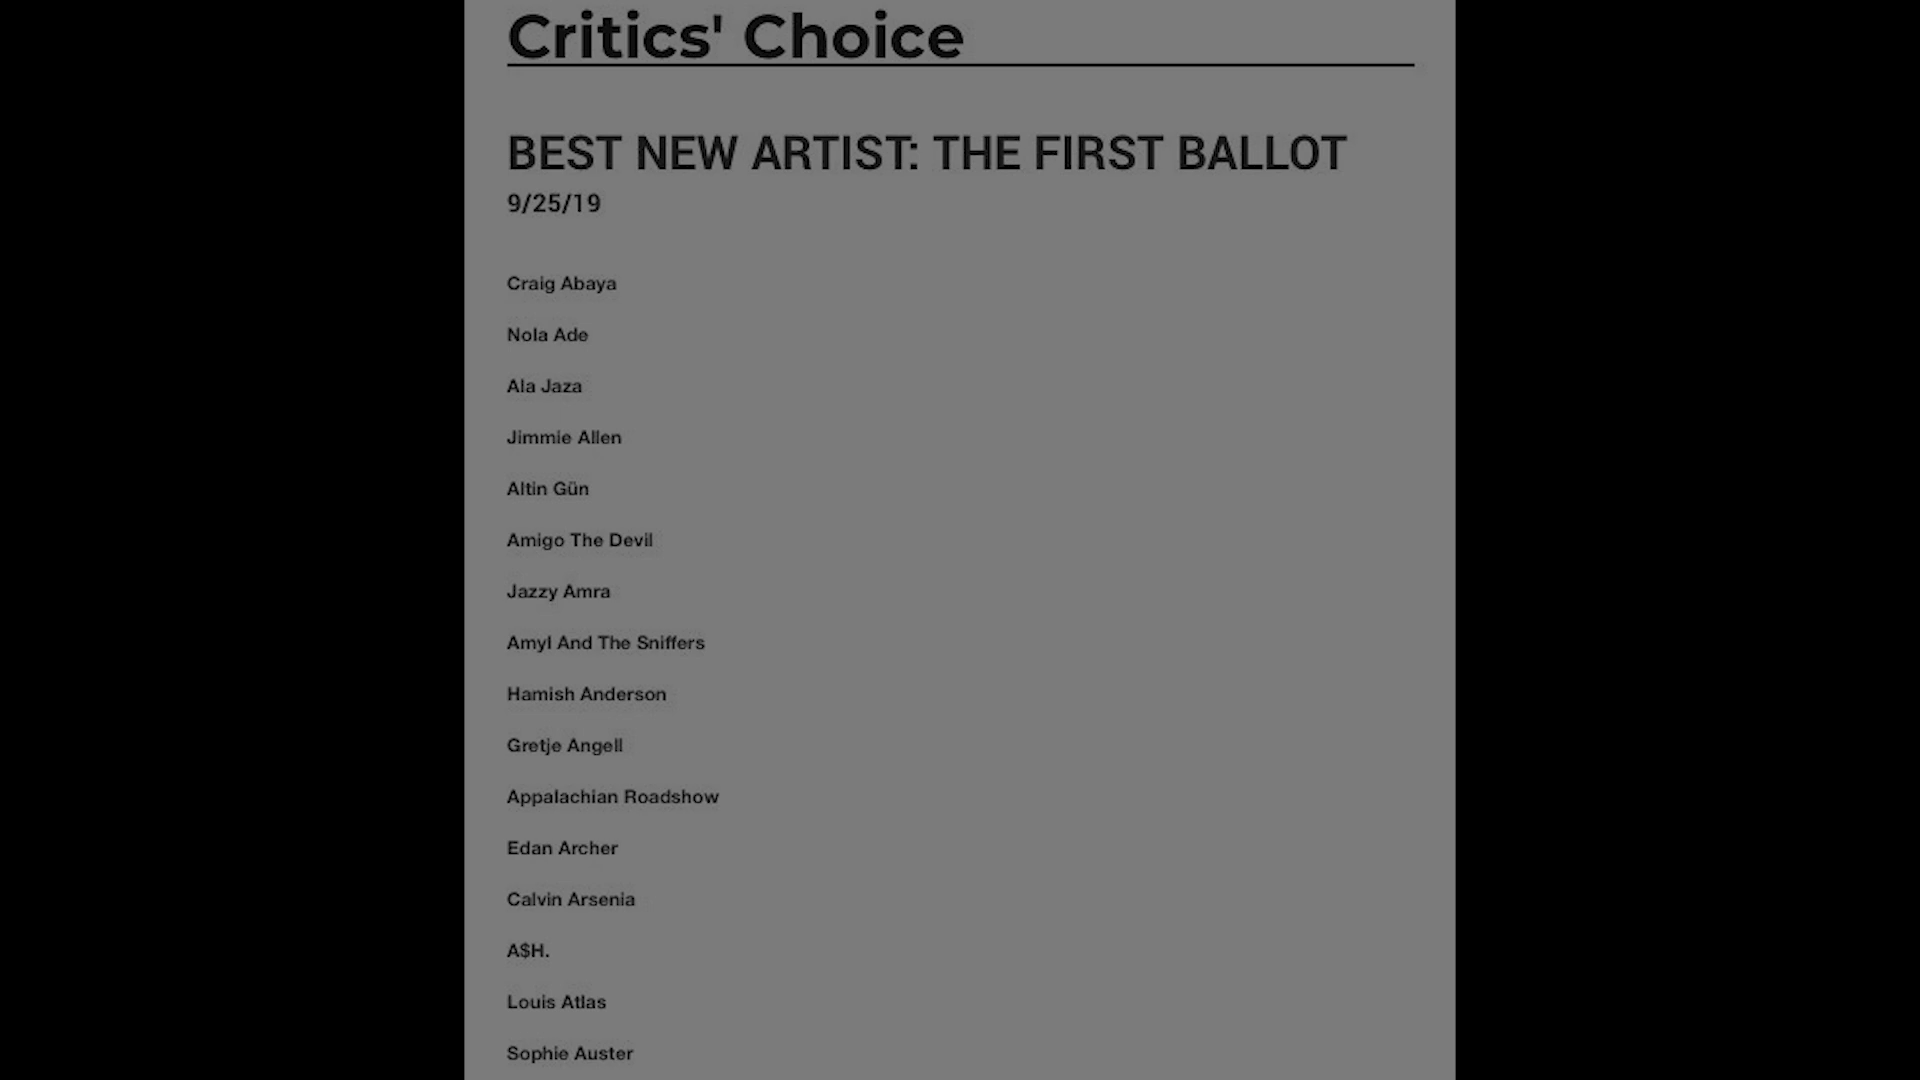 Critics' Choice
BEST NEW ARTIST: THE FIRST BALLOT
9/25/19
Craig Abaya
Nola Ade
Ala Jaza
Jimmie Allen
Altin Gün
Amigo The Devil
Jazzy Amra
Amyl And The Sniffers
Hamish Anderson
Gretje Angell
Appalachian Roadshow
Edan Archer
Calvin Arsenia
A$H.
Louis Atlas
Sophie Auster